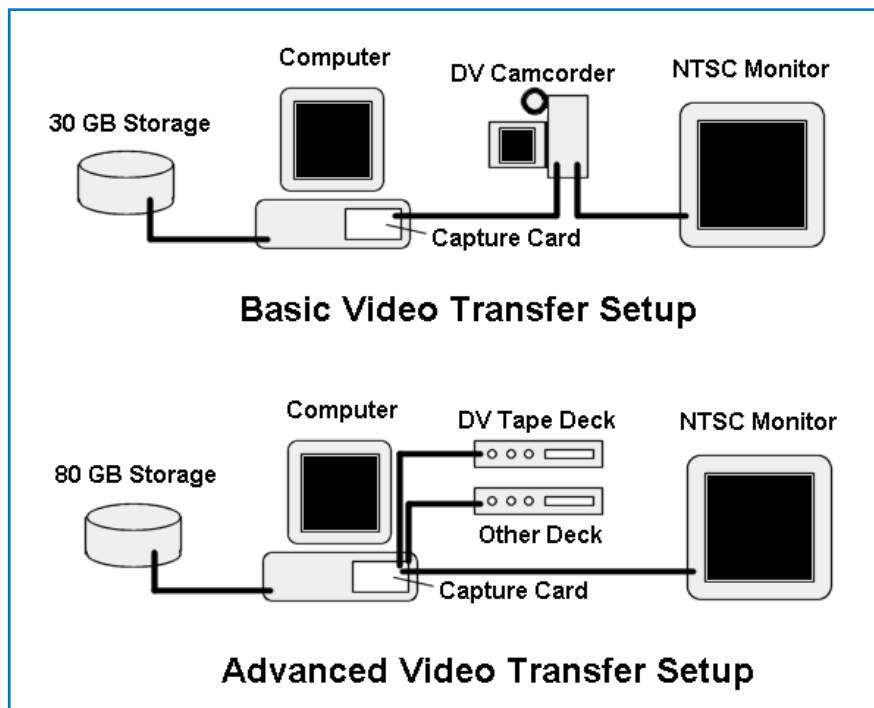 Computer
DV Camcorder
NTSC Monitor
30 GB Storage
Capture Card
Basic Video Transfer Setup
Computer
DV Tape Deck
NTSC Monitor
80 GB Storage
Other Deck
Capture Card
Advanced Video Transfer Setup